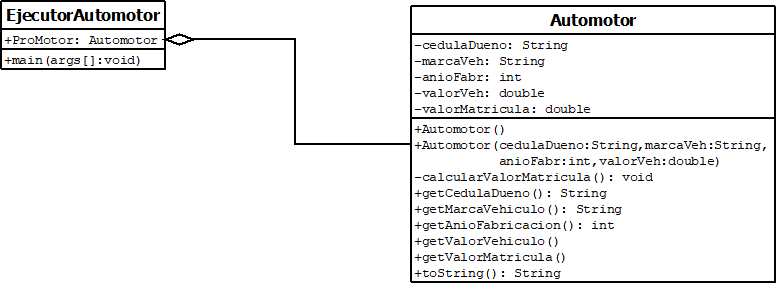 EjecutorAutomotor
+ProMotor: Automotor
+main(args[]:void)
Automotor
-cedulaDueno: String
-marcaVeh: String
-anioFabr: int
-valorVeh: double
-valorMatricula: double
+Automotor()
+Automotor(cedulaDueno:String,marcaVeh:String,
anioFabr:int,valorVeh:double)
-calcularValorMatricula(): void
+getCedulaDueno(): String
+getMarcaVehiculo(): String
+getAnioFabricacion(): int
+getValorVehiculo()
+getValorMatricula()
+toString(): String